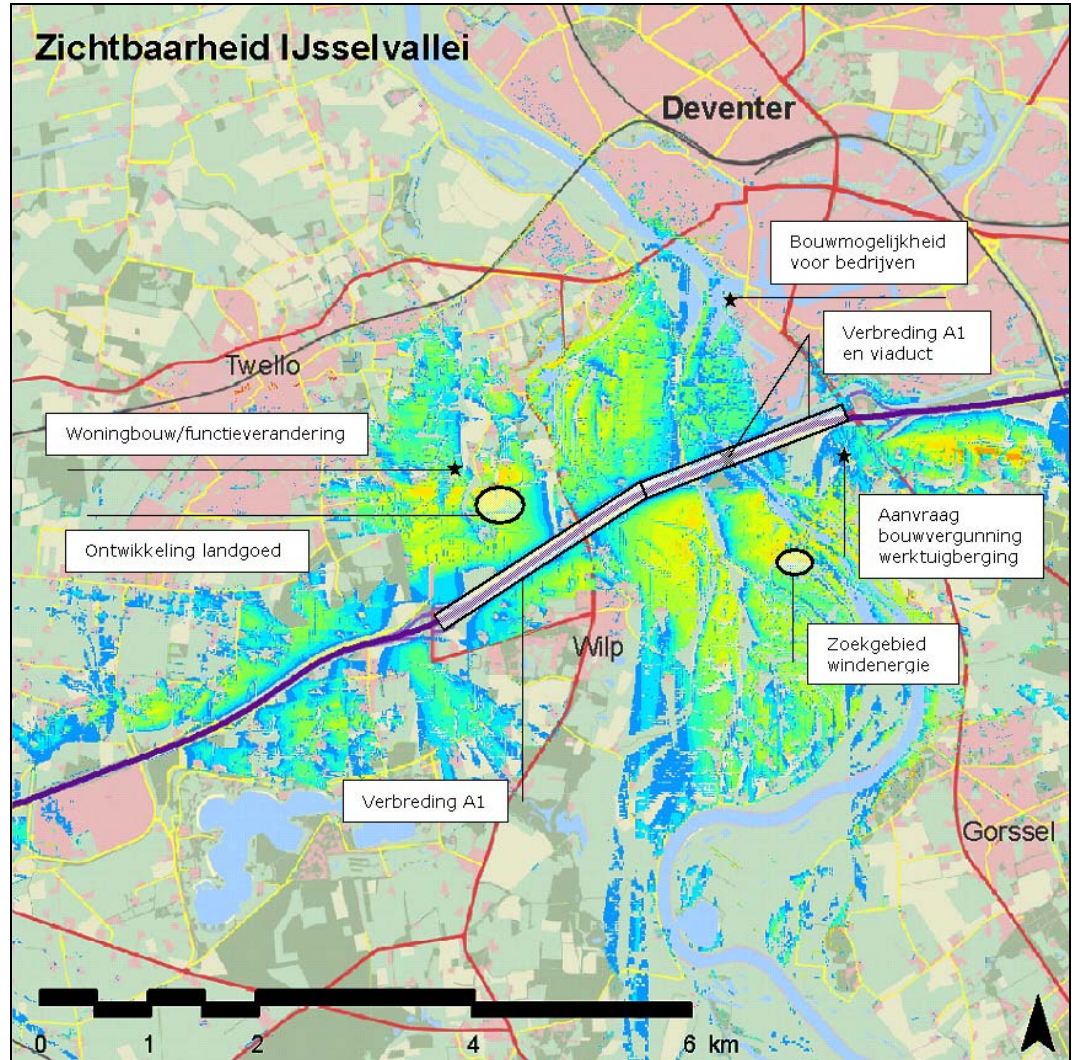 Zichtbaarheid IJsselvallei
Deventer
Bouwmogelijkheid
voor bedrijven
Verbreding A1
en viaduct
Twello
Woningbouw/functieverandering
Ontwikkeling landgoed
Aanvraag
bouwvergunning
werktuigberging
Wilp
Zoekgebied
windenergie
Verbreding A1
Gorssel
0 1 2 4 6 km